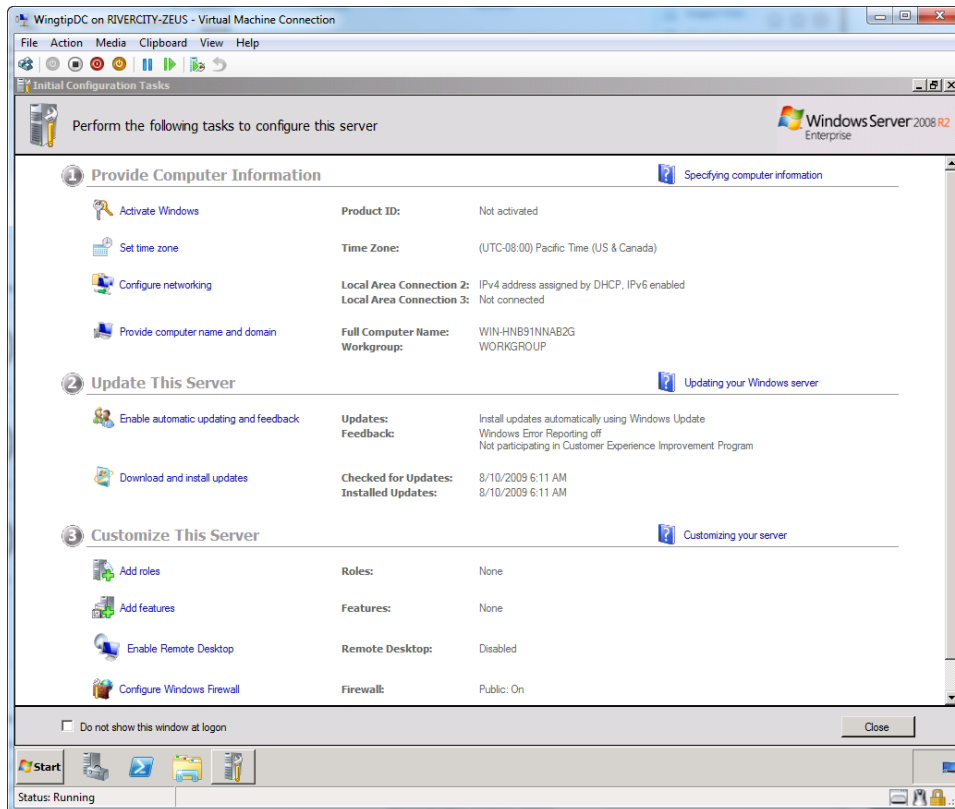 WingtipDC on RIVERCITY-ZEUS - Virtual Machine Connection
File Action Media Clipboard View Help
Initial Configuration Tasks
Perform the following tasks to configure this server
Windows Server 2008 R2
Enterprise
1 Provide Computer Information
Specifying computer information
Activate Windows Product ID: Not activated
Set time zone Time Zone: (UTC-08:00) Pacific Time (US & Canada)
Configure networking Local Area Connection 2: IPv4 address assigned by DHCP, IPv6 enabled
Local Area Connection 3: Not connected
Provide computer name and domain Full Computer Name: WIN-HNB91NNAB2G
Workgroup: WORKGROUP
2 Update This Server
Updating your Windows server
Enable automatic updating and feedback Updates: Install updates automatically using Windows Update
Feedback: Windows Error Reporting off
Not participating in Customer Experience Improvement Program
Download and install updates Checked for Updates: 8/10/2009 6:11 AM
Installed Updates: 8/10/2009 6:11 AM
3 Customize This Server
Customizing your server
Add roles Roles: None
Add features Features: None
Enable Remote Desktop Remote Desktop: Disabled
Configure Windows Firewall Firewall: Public: On
Do not show this window at logon
Close
Start
Status: Running